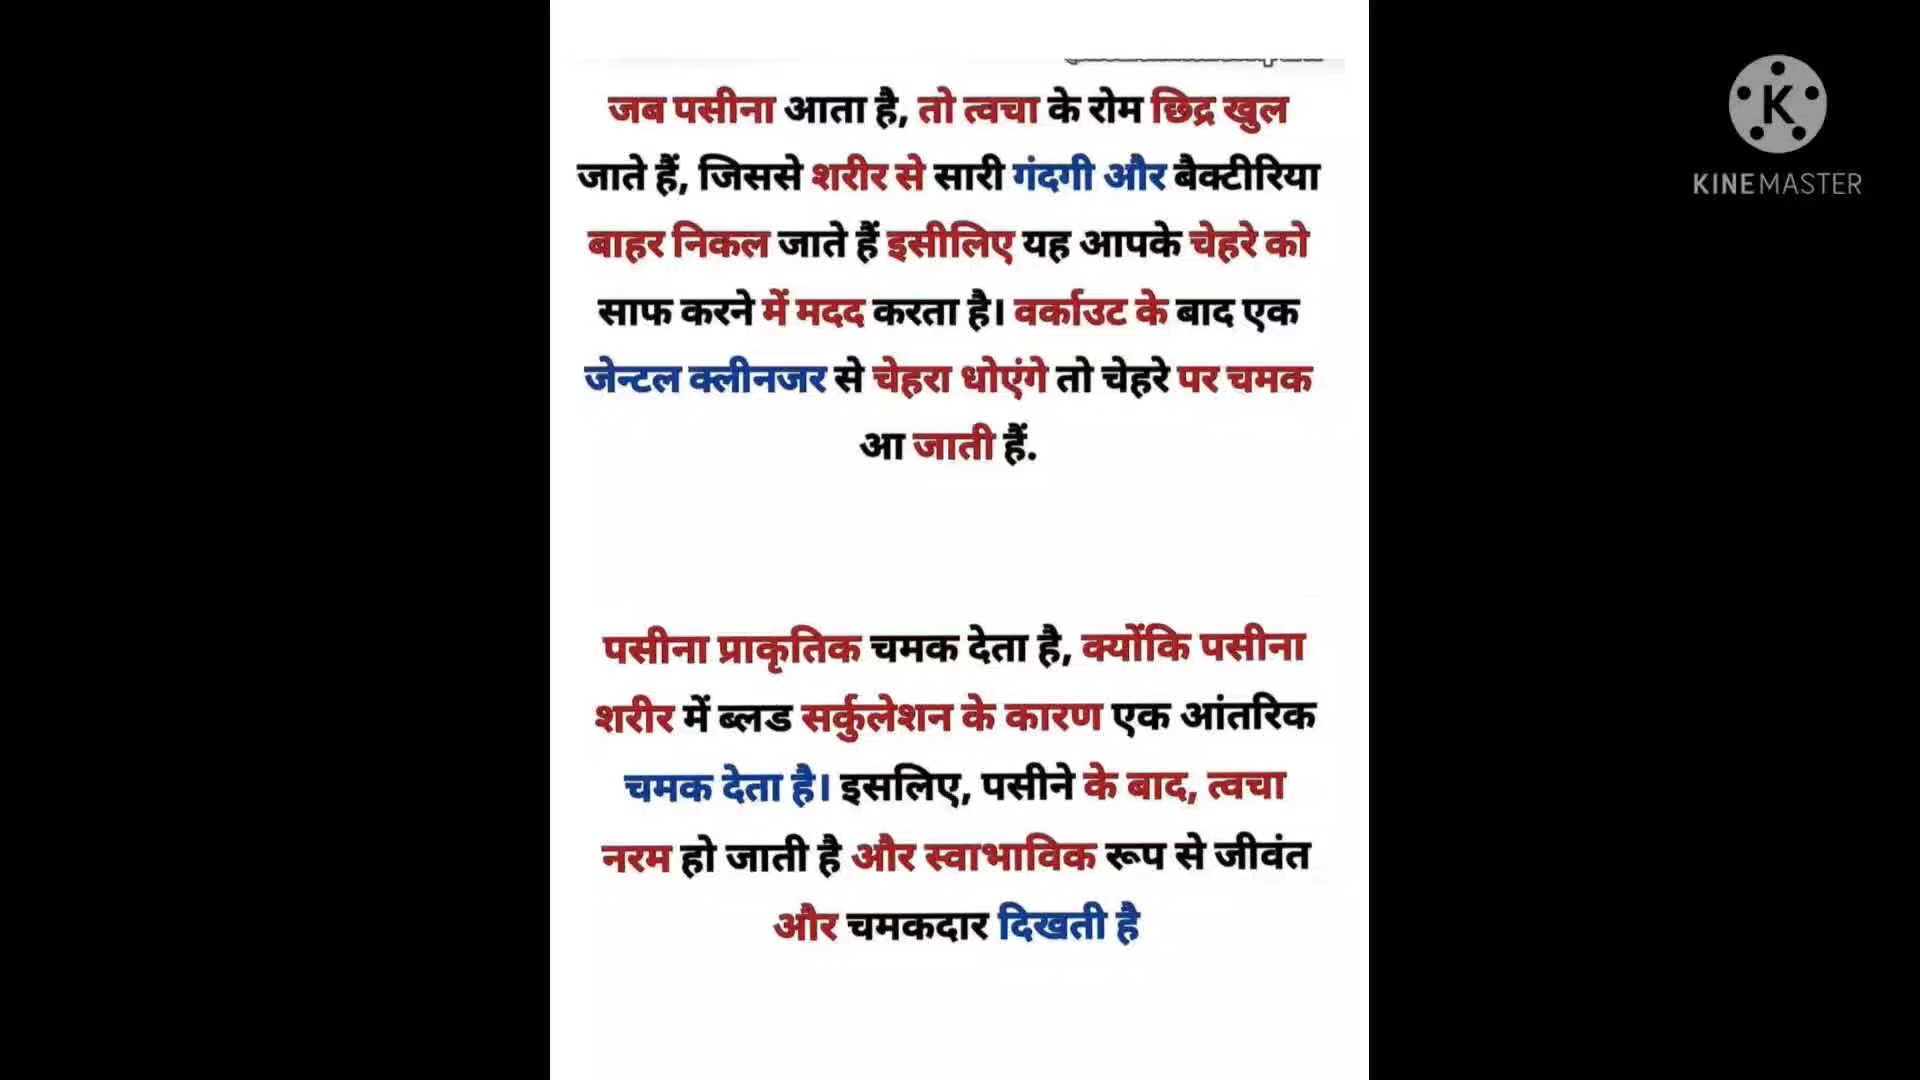 जब पसीना आता है, तो त्वचा के रोम छिद्र खुल
जाते हैं, जिससे शरीर से सारी गंदगी और बैक्टीरिया
बाहर निकल जाते हैं इसीलिए यह आपके चेहरे को
साफ करने में मदद करता है। वर्काउट के बाद एक
जेन्टल क्लीनजर से चेहरा धोएंगे तो चेहरे पर चमक
आ जाती हैं.
पसीना प्राकृतिक चमक देता है, क्योंकि पसीना
शरीर में ब्लड सर्कुलेशन के कारण एक आंतरिक
चमक देता है। इसलिए, पसीने के बाद, त्वचा
नरम हो जाती है और स्वाभाविक रूप से जीवंत
और चमकदार दिखती है
K
KINEMASTER